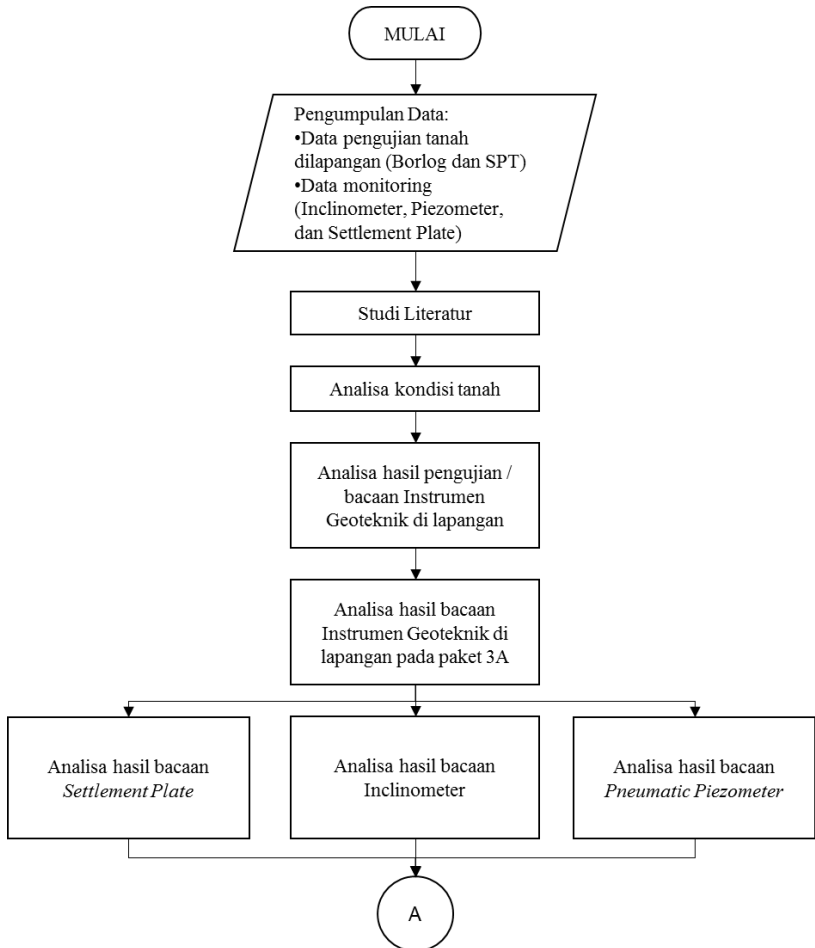 MULAI
Pengumpulan Data:
•Data pengujian tanah
dilapangan (Borlog dan SPT)
•Data monitoring
(Inclinometer, Piezometer,
dan Settlement Plate)
Studi Literatur
Analisa kondisi tanah
Analisa hasil pengujian /
bacaan Instrumen
Geoteknik di lapangan
Analisa hasil bacaan
Instrumen Geoteknik di
lapangan pada paket 3A
Analisa hasil bacaan
Settlement Plate
Analisa hasil bacaan
Inclinometer
Analisa hasil bacaan
Pneumatic Piezometer
A